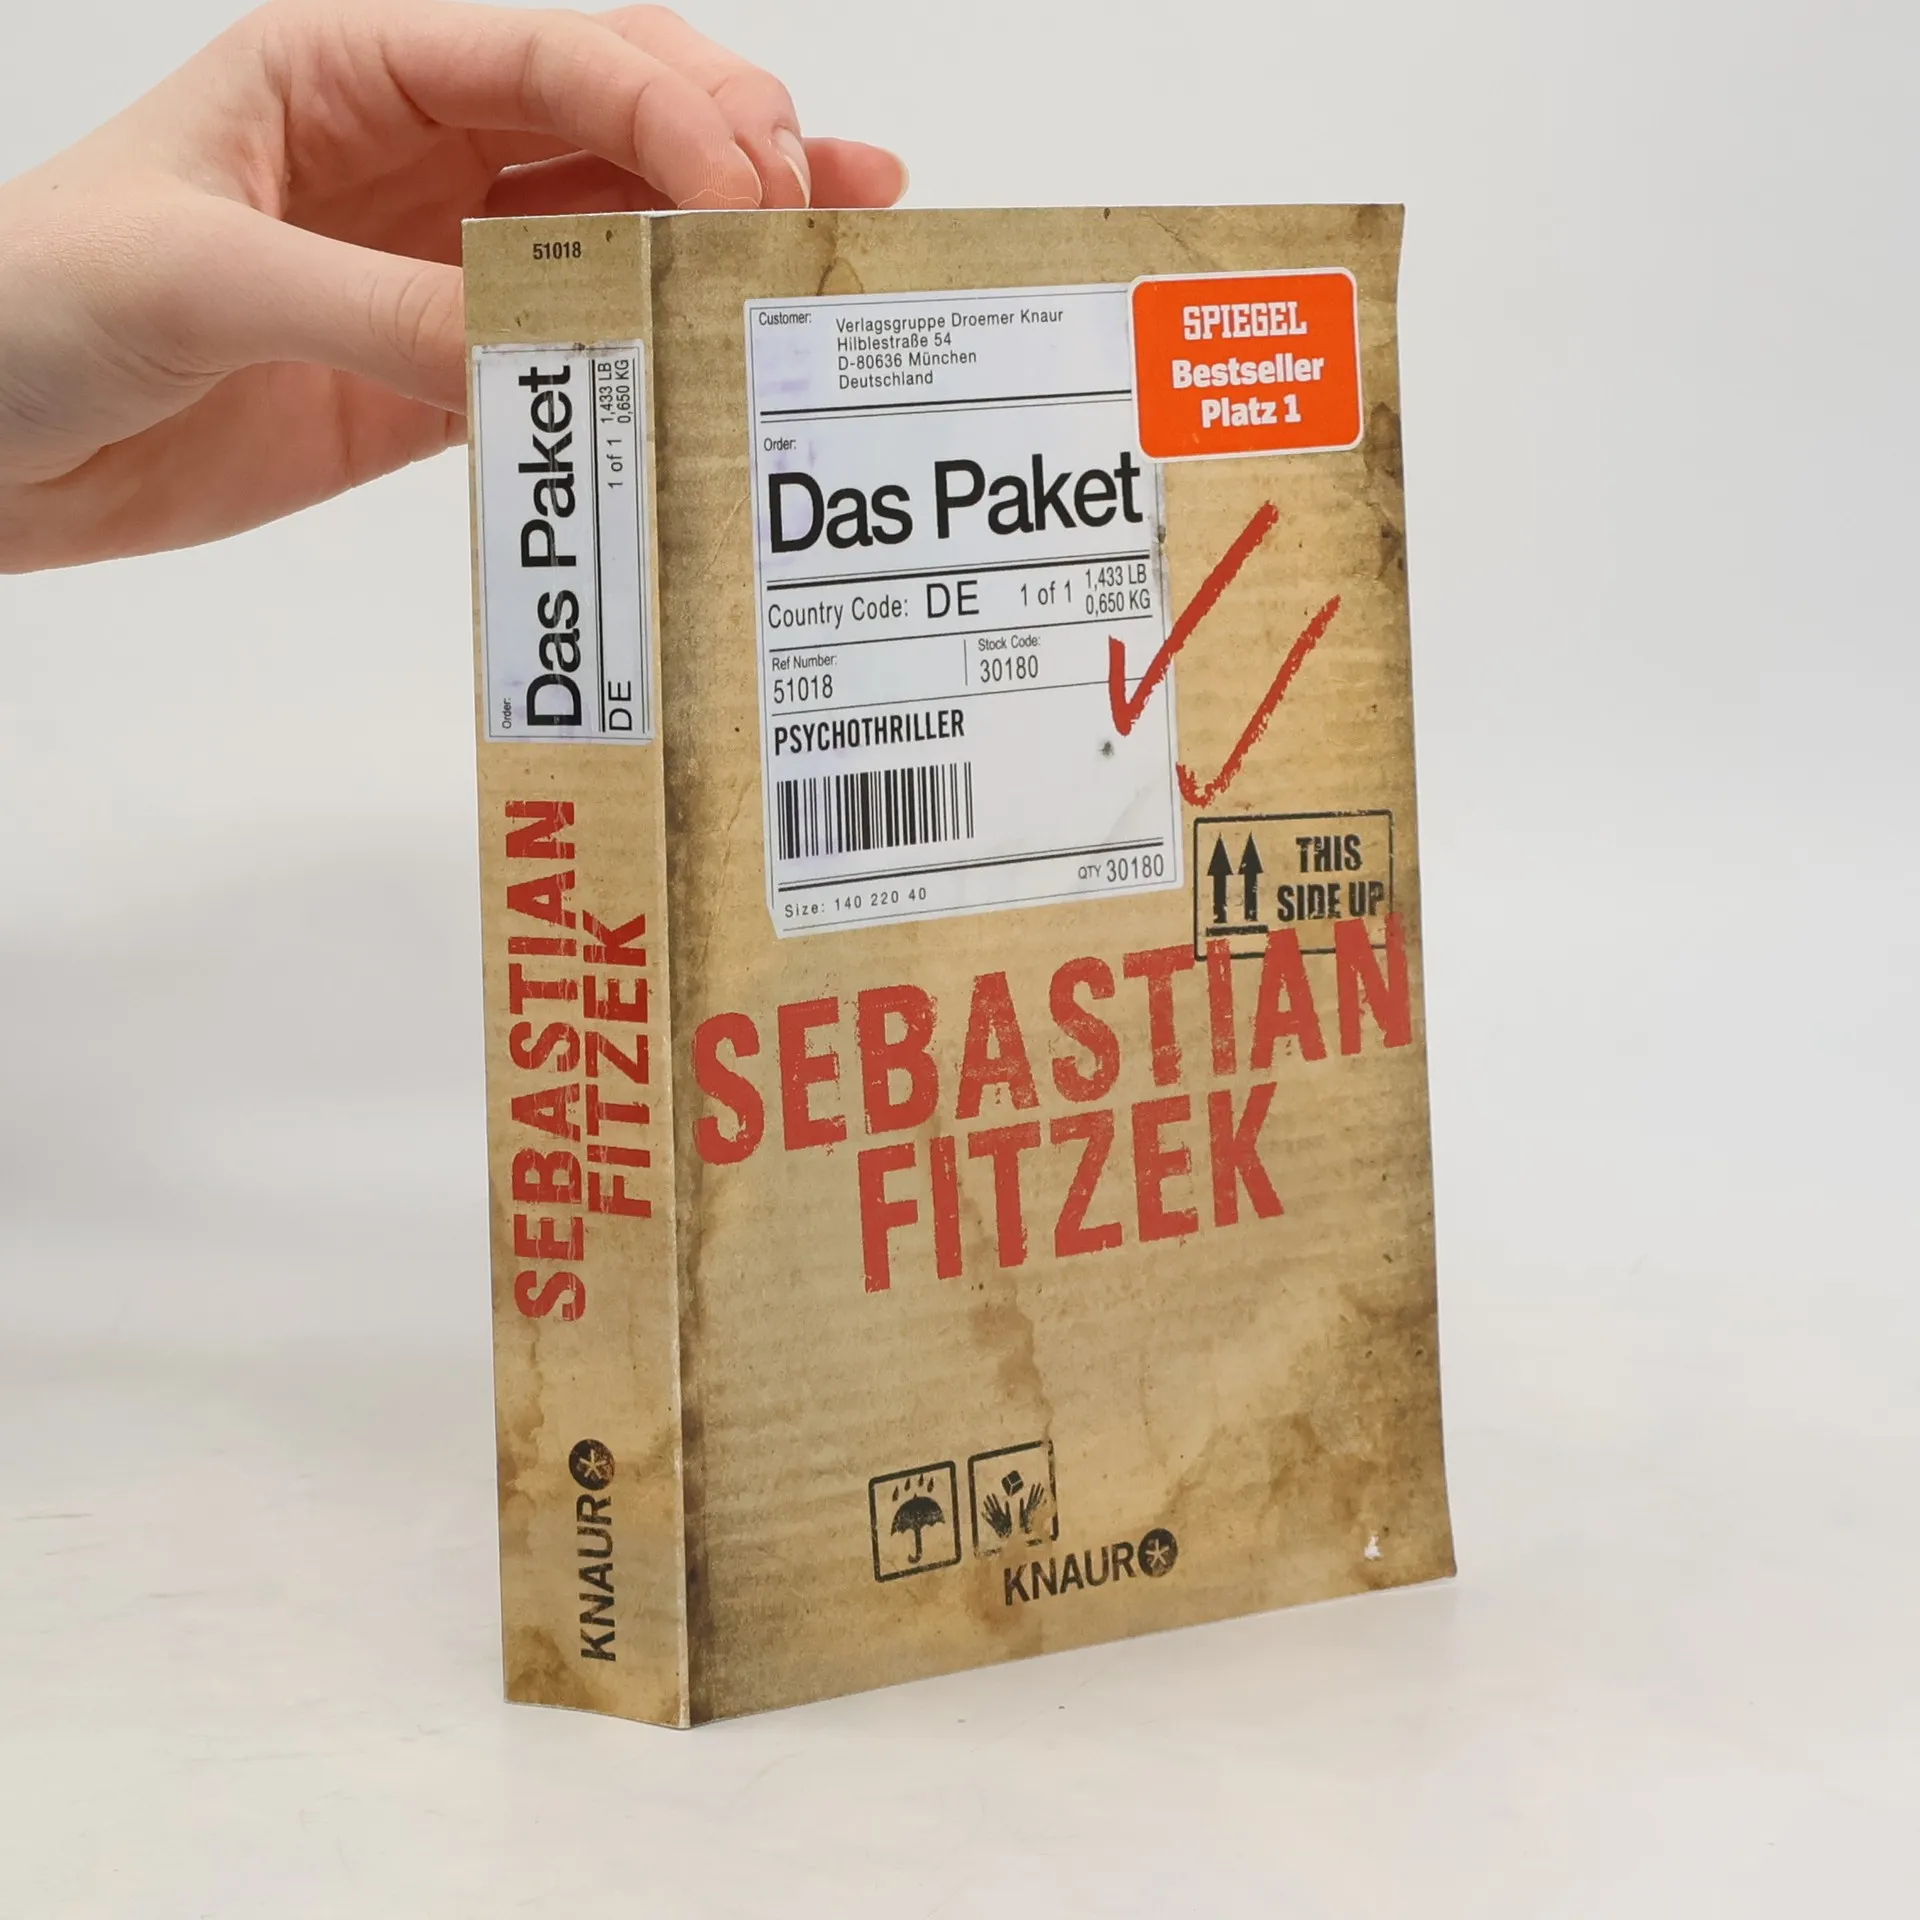 51018
Order:
Das Paket
DE
1 of 1
1,433 LB
0,650 KG
SEBASTIAN
FITZEK
KNAUR
Customer:
Verlagsgruppe Droemer Knaur
Hilblestraße 54
D-80636 München
Deutschland
SPIEGEL
Bestseller
Platz 1
Order:
Das Paket
Country Code: DE
1 of 1
1,433 LB
0,650 KG
Ref Number:
51018
Stock Code:
30180
PSYCHOTHRILLER
QTY 30180
Size: 140 220 40
THIS
SIDE UP
SEBASTIAN
FITZEK
KNAUR